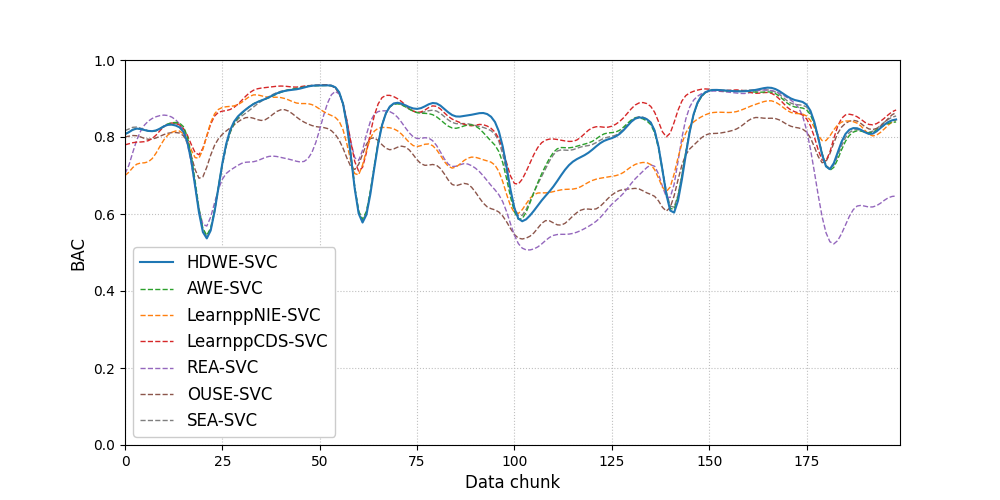 1.0
0.8
0.6
0.4
0.2
0.0
BAC
HDWE-SVC
AWE-SVC
LearnppNIE-SVC
LearnppCDS-SVC
REA-SVC
OUSE-SVC
SEA-SVC
0 25 50 75 100 125 150 175
Data chunk